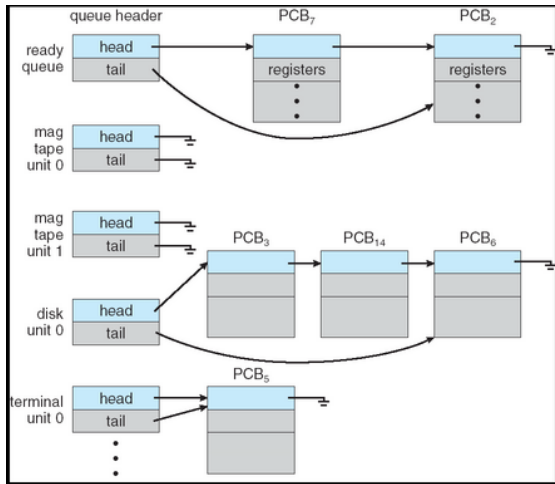 queue header PCB₇ PCB₂
ready queue
head
tail
registers
registers
mag tape unit 0
head
tail
mag tape unit 1
head
tail
PCB₃ PCB₁₄ PCB₆
disk unit 0
head
tail
PCB₅
terminal unit 0
head
tail